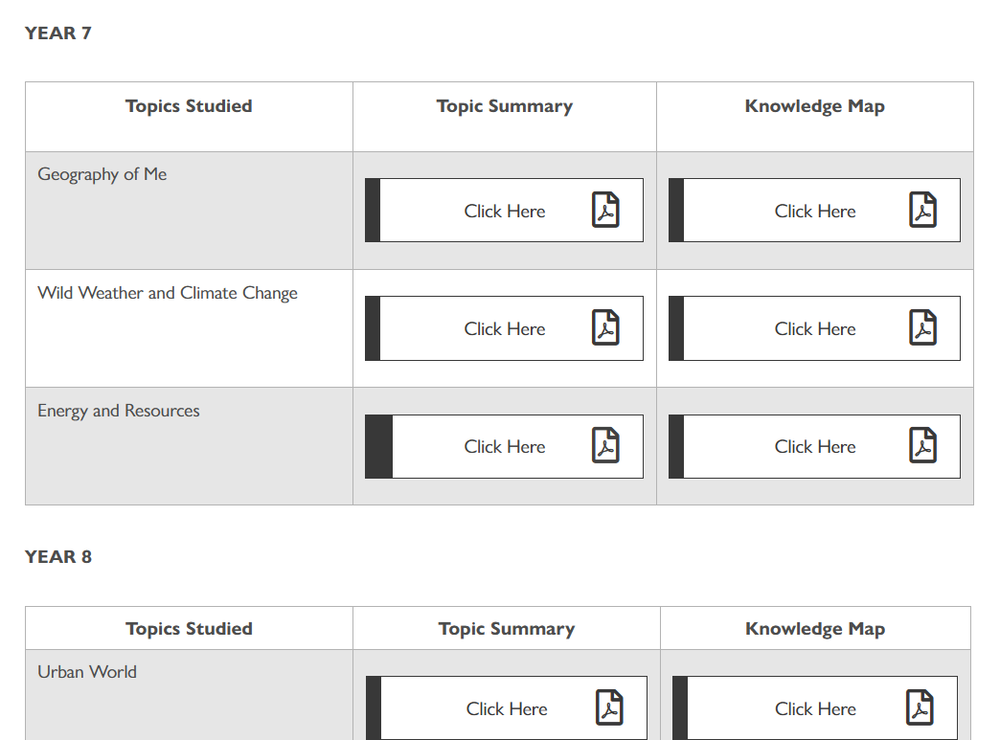 YEAR 7
Topics Studied Topic Summary Knowledge Map
Geography of Me
Click Here Click Here
Wild Weather and Climate Change
Click Here Click Here
Energy and Resources
Click Here Click Here
YEAR 8
Topics Studied Topic Summary Knowledge Map
Urban World
Click Here Click Here